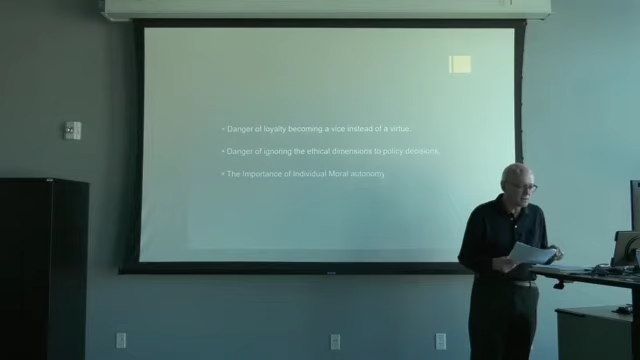 • Danger of loyalty becoming a vice instead of a virtue.
• Danger of ignoring the ethical dimensions to policy decisions.
• The Importance of Individual Moral autonomy